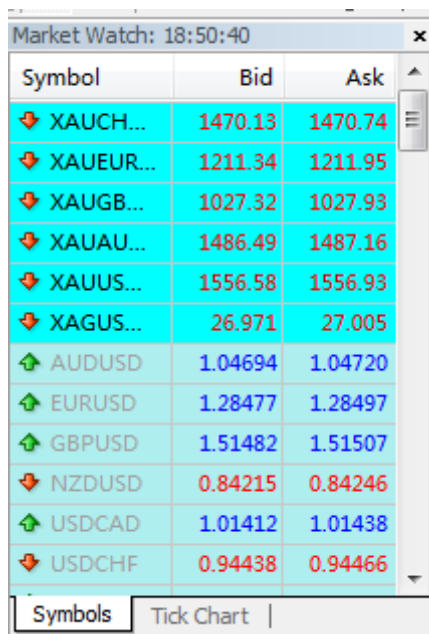 Market Watch: 18:50:40
Symbol Bid Ask
XAUCH... 1470.13 1470.74
XAUEUR... 1211.34 1211.95
XAUGB... 1027.32 1027.93
XAUAU... 1486.49 1487.16
XAUUS... 1556.58 1556.93
XAGUS... 26.971 27.005
AUDUSD 1.04694 1.04720
EURUSD 1.28477 1.28497
GBPUSD 1.51482 1.51507
NZDUSD 0.84215 0.84246
USDCAD 1.01412 1.01438
USDCHF 0.94438 0.94466
Symbols Tick Chart |